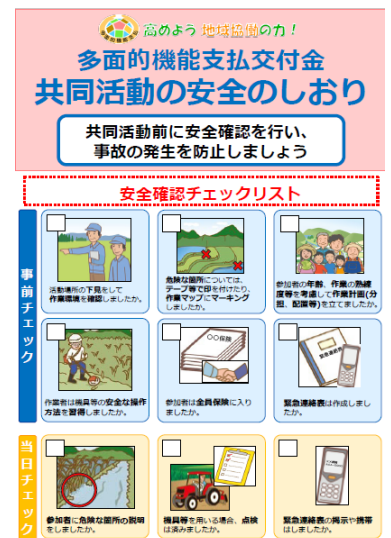 高めよう 地域協働の力!
多面的機能支払交付金
共同活動の安全のしおり
共同活動前に安全確認を行い、
事故の発生を防止しましょう
安全確認チェックリスト
事前チェック
活動場所の下見をして
作業環境を確認しましたか。
危険な箇所については、
テープ等で印を付けたり、
作業マップにマーキング
しましたか。
参加者の年齢、作業の熟練
度等を考慮して作業計画(分
担、配置等)を立てましたか。
作業者は機具等の安全な操作
方法を習得しましたか。
○○保険
参加者は全員保険に入り
ましたか。
緊急連絡表
緊急連絡表は作成しまし
たか。
当日チェック
参加者に危険な箇所の説明
をしましたか。
機具等を用いる場合、点検
は済みましたか。
緊急連絡表の掲示や携帯
はしましたか。